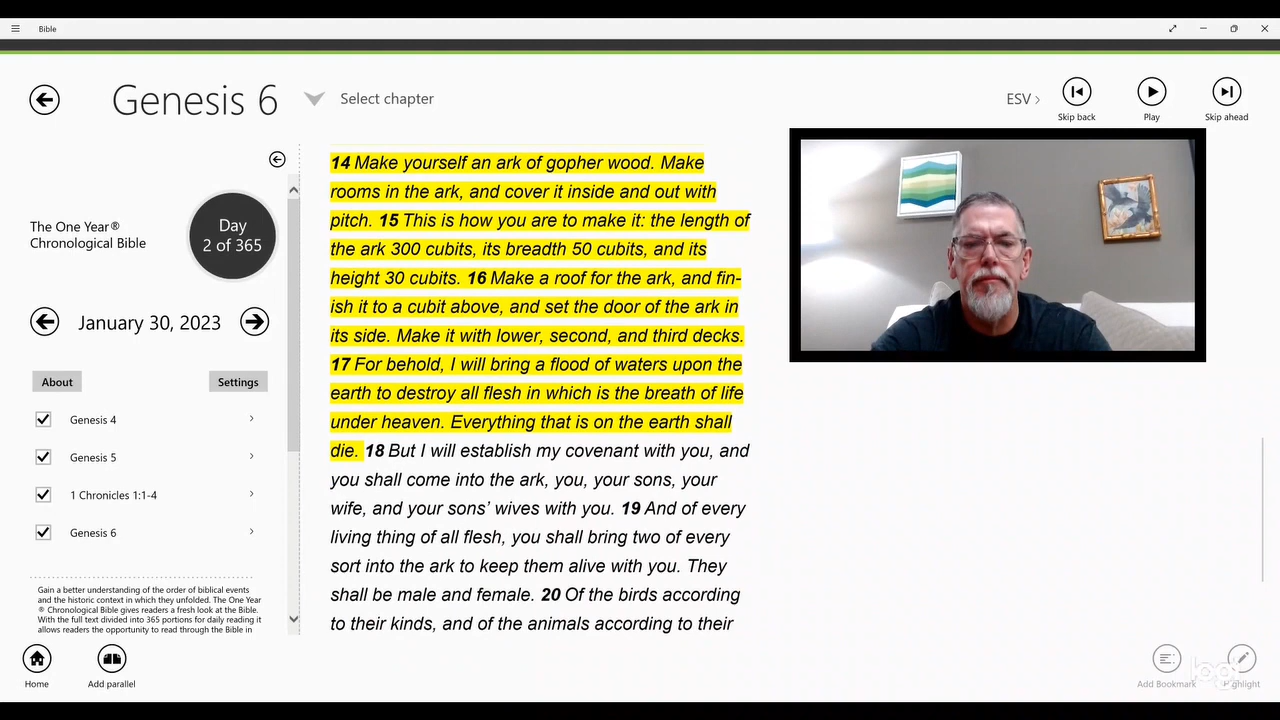 Bible
Genesis 6
Select chapter
ESV
Skip back
Play
Skip ahead
The One Year®
Chronological Bible
Day
2 of 365
January 30, 2023
About
Settings
Genesis 4
Genesis 5
1 Chronicles 1:1-4
Genesis 6
Gain a better understanding of the order of biblical events
and the historic context in which they unfolded. The One Year
® Chronological Bible gives readers a fresh look at the Bible.
With the full text divided into 365 portions for daily reading it
allows readers the opportunity to read through the Bible in
14 Make yourself an ark of gopher wood. Make
rooms in the ark, and cover it inside and out with
pitch. 15 This is how you are to make it: the length of
the ark 300 cubits, its breadth 50 cubits, and its
height 30 cubits. 16 Make a roof for the ark, and fin-
ish it to a cubit above, and set the door of the ark in
its side. Make it with lower, second, and third decks.
17 For behold, I will bring a flood of waters upon the
earth to destroy all flesh in which is the breath of life
under heaven. Everything that is on the earth shall
die. 18 But I will establish my covenant with you, and
you shall come into the ark, you, your sons, your
wife, and your sons’ wives with you. 19 And of every
living thing of all flesh, you shall bring two of every
sort into the ark to keep them alive with you. They
shall be male and female. 20 Of the birds according
to their kinds, and of the animals according to their
Home
Add parallel
Add Bookmark
Highlight
logi